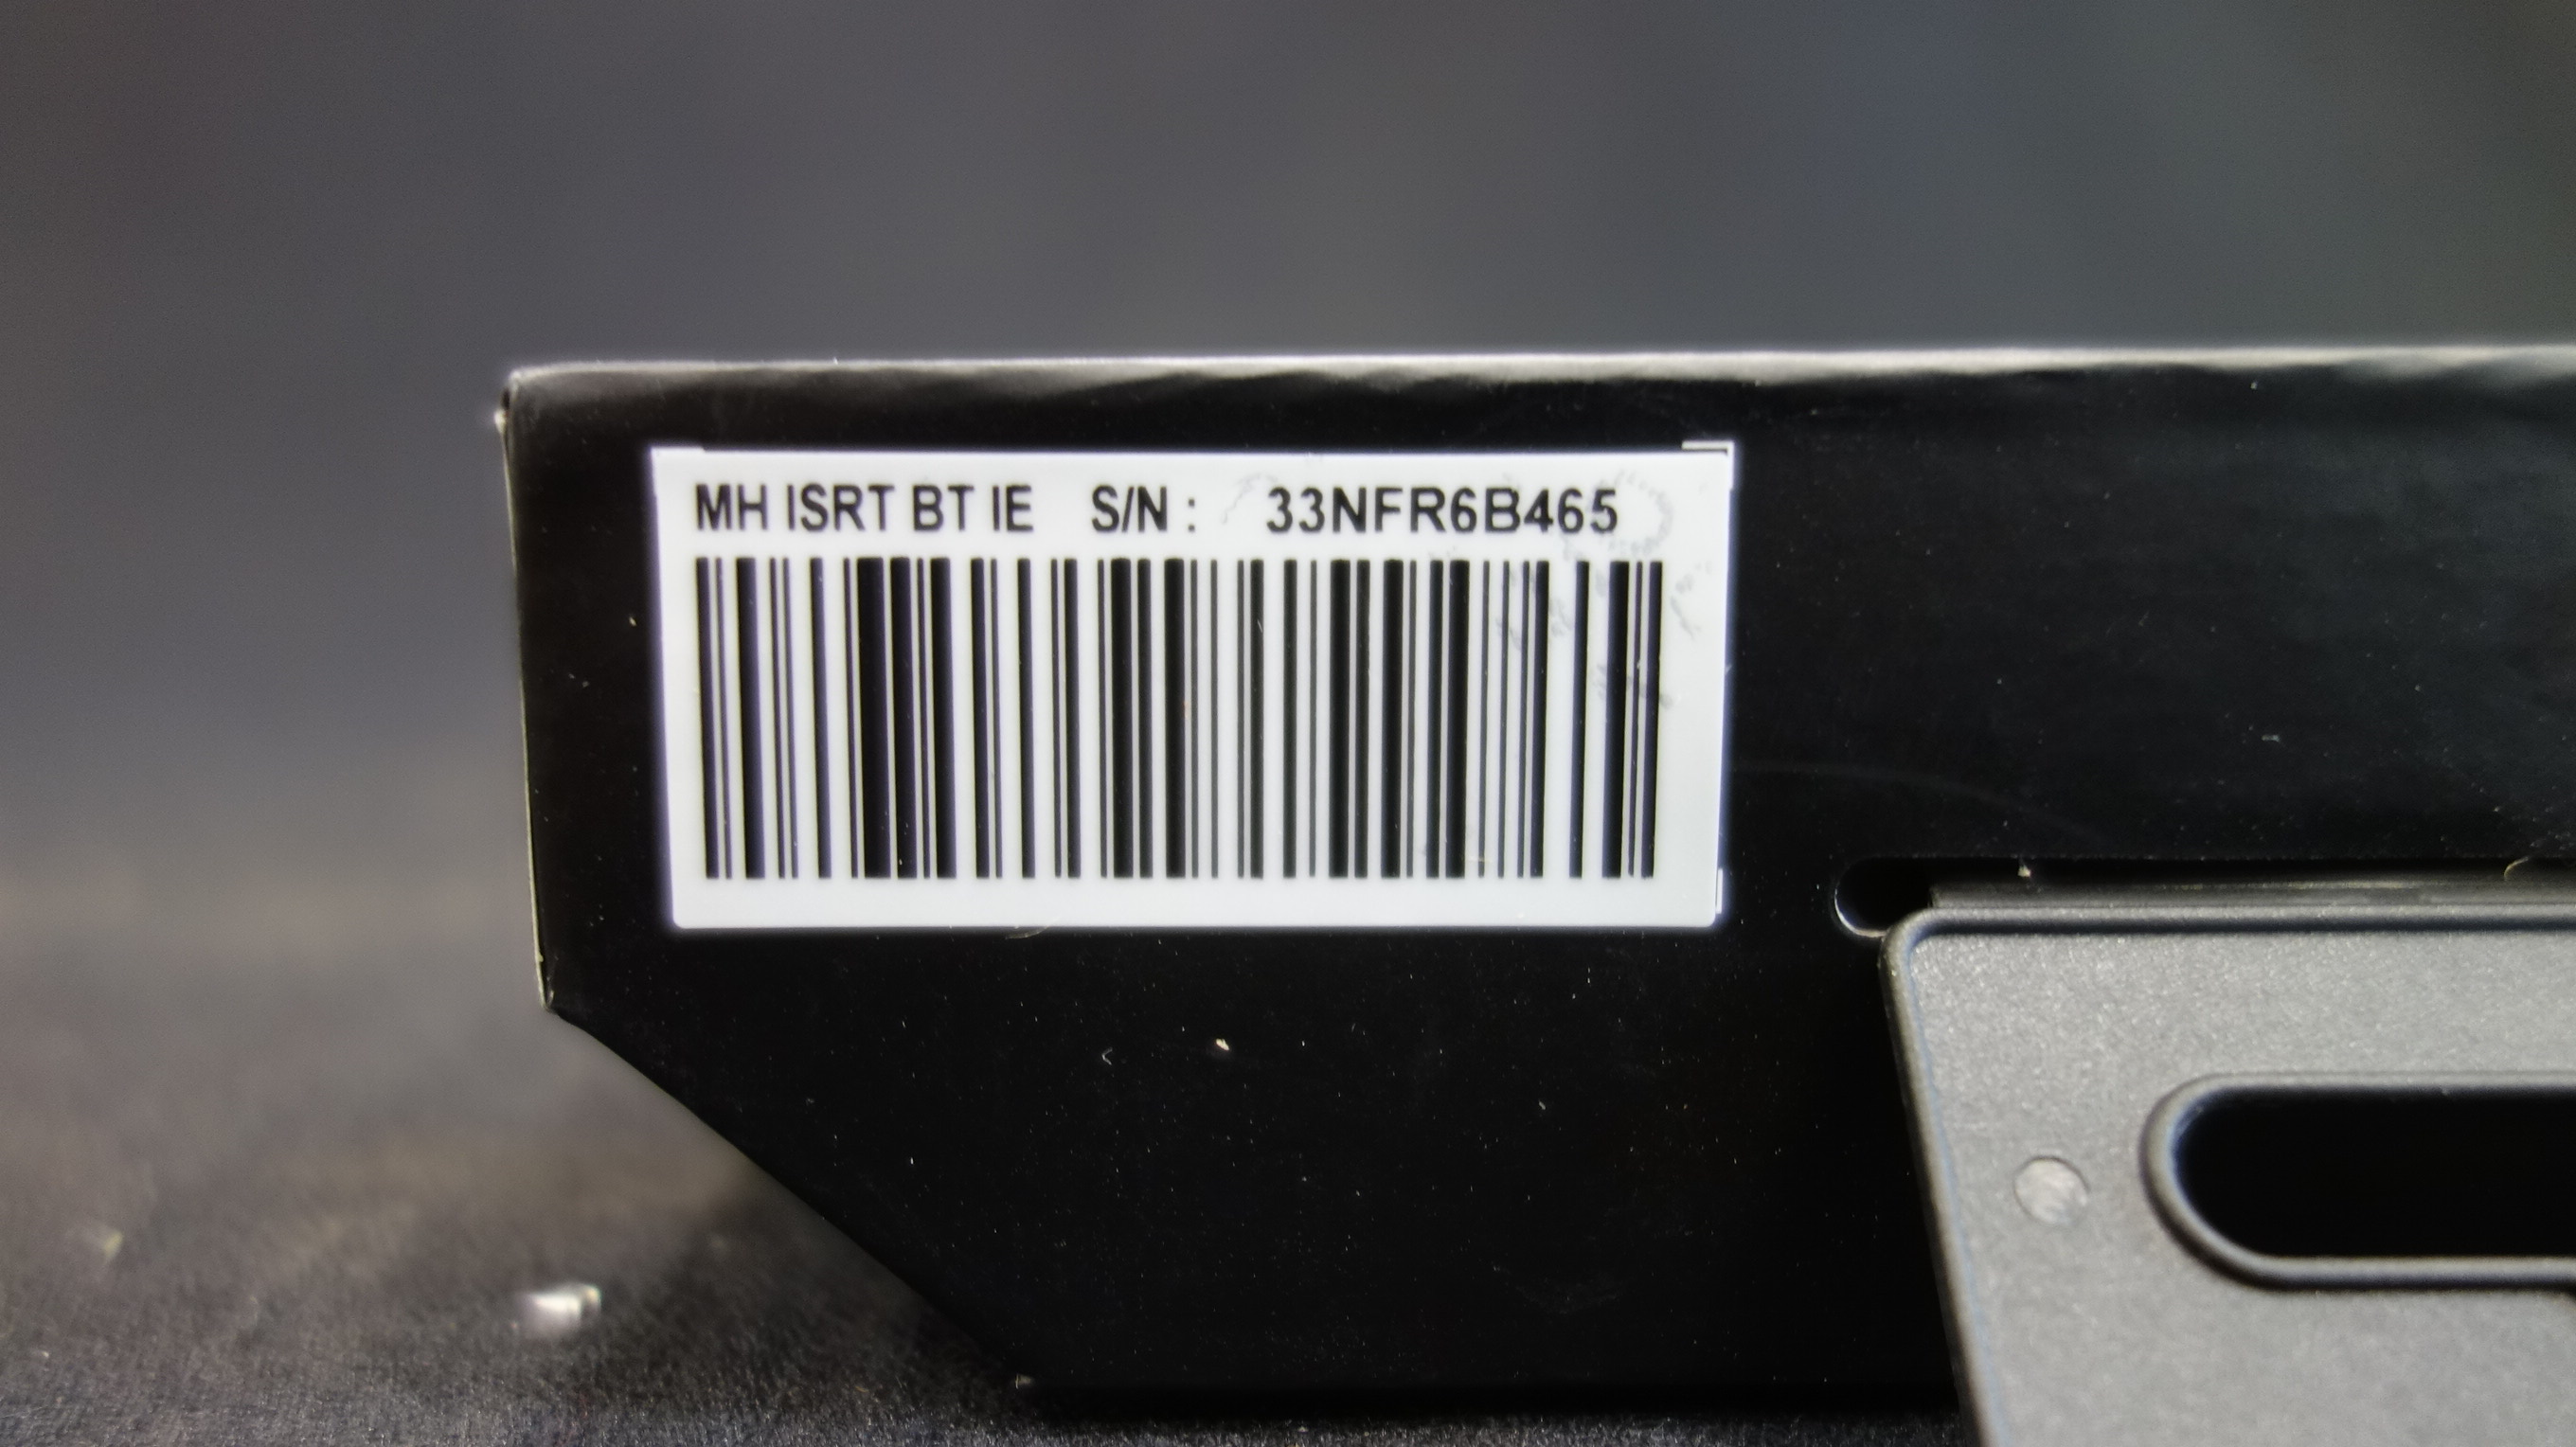 MH ISRT BT IE S/N : 33NFR6B465